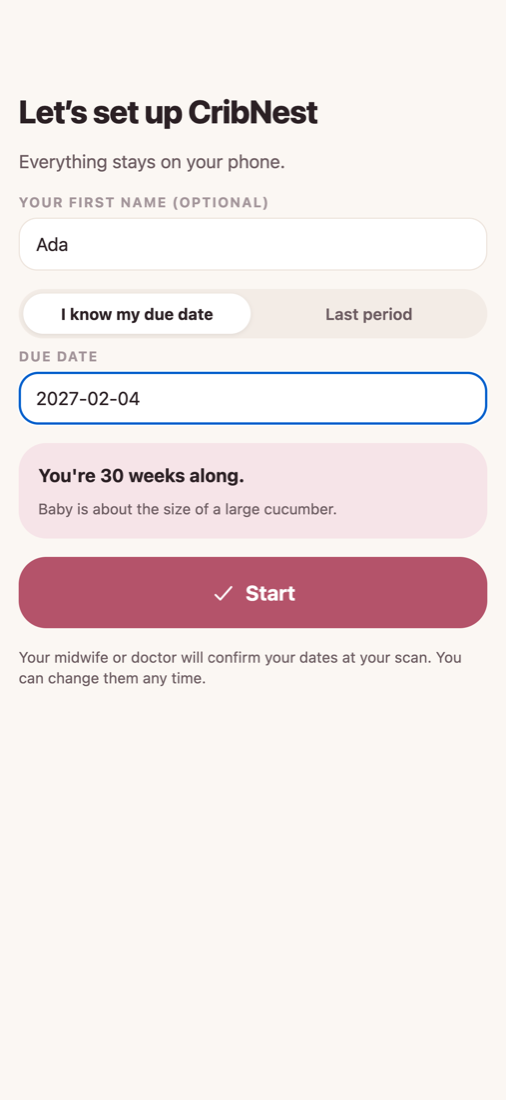 Let’s set up CribNest
Everything stays on your phone.
YOUR FIRST NAME (OPTIONAL)
Ada
I know my due date
Last period
DUE DATE
2027-02-04
You're 30 weeks along.
Baby is about the size of a large cucumber.
Start
Your midwife or doctor will confirm your dates at your scan. You
can change them any time.